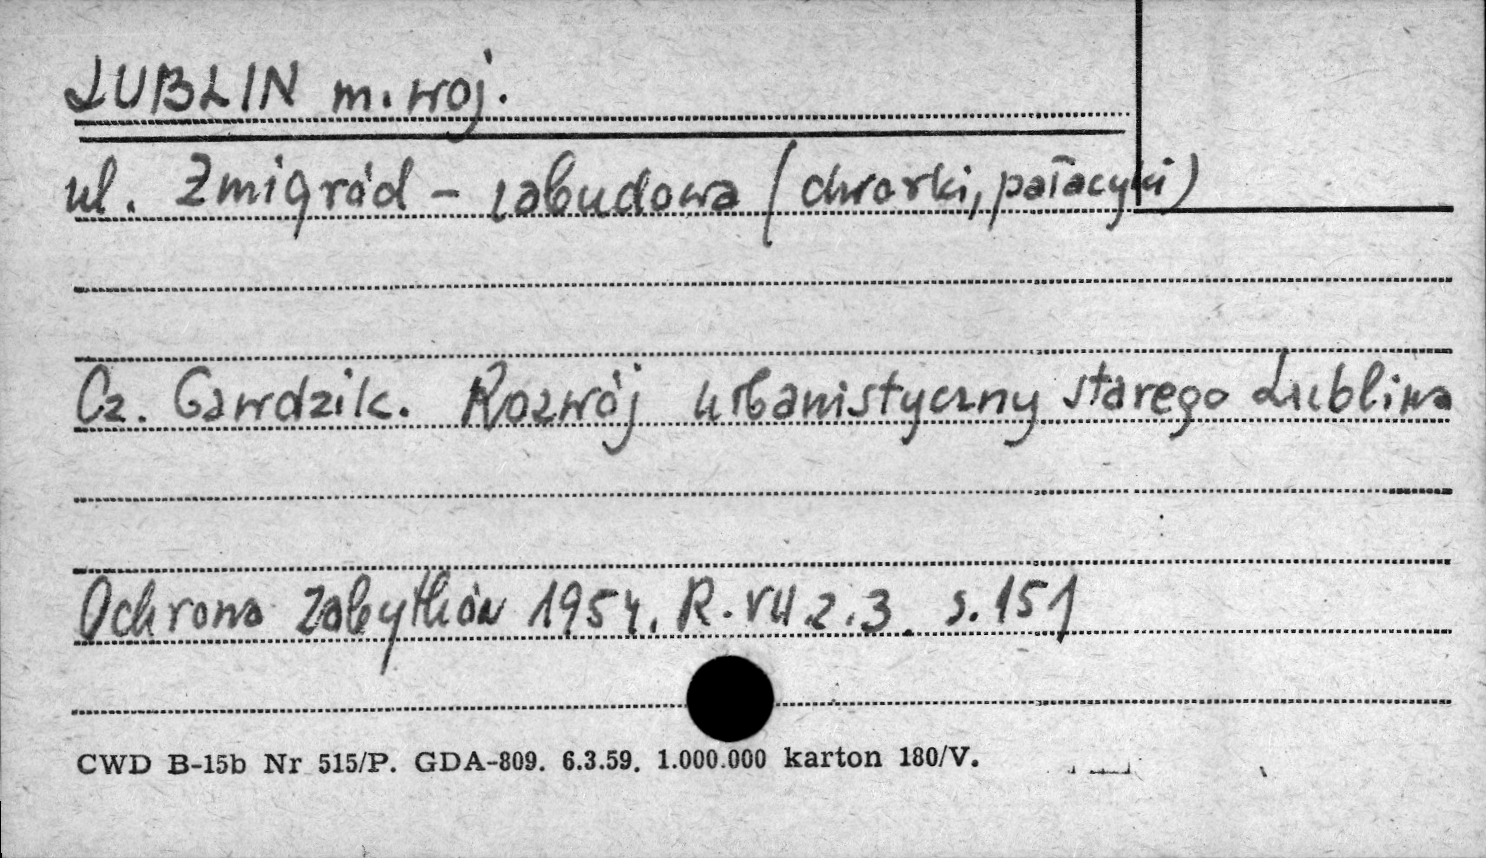 LUBLIN m. woj.
ul. Żmigród – zabudowa (dworki, pałacyki)
Cz. Gawdzik. Rozwój urbanistyczny starego Lublina
Ochrona Zabytków 1954. R. VII z. 3. s. 151
CWD B-15b Nr 515/P. GDA-809. 6.3.59. 1.000.000 karton 180/V.